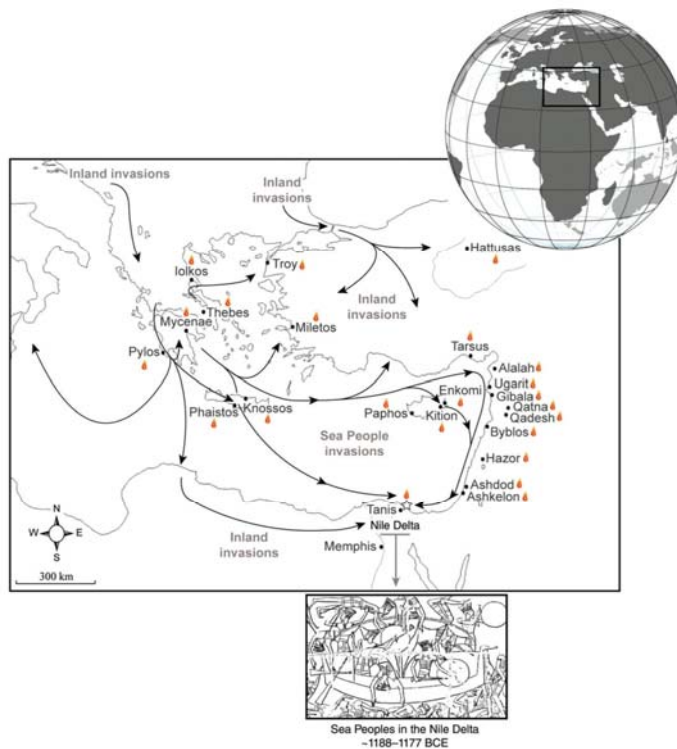 Inland invasions
Inland
invasions
Hattusas
Iolkos
Troy
Inland
invasions
Thebes
Mycenae
Miletos
Pylos
Tarsus
Alalah
Ugarit
Gibala
Enkomi
Qatna
Qadesh
Paphos
Kition
Phaistos
Knossos
Byblos
Sea People
invasions
Hazor
Ashdod
Ashkelon
Tanis
Nile Delta
Inland
invasions
Memphis
N
W
E
S
300 km
Sea Peoples in the Nile Delta
~1188–1177 BCE